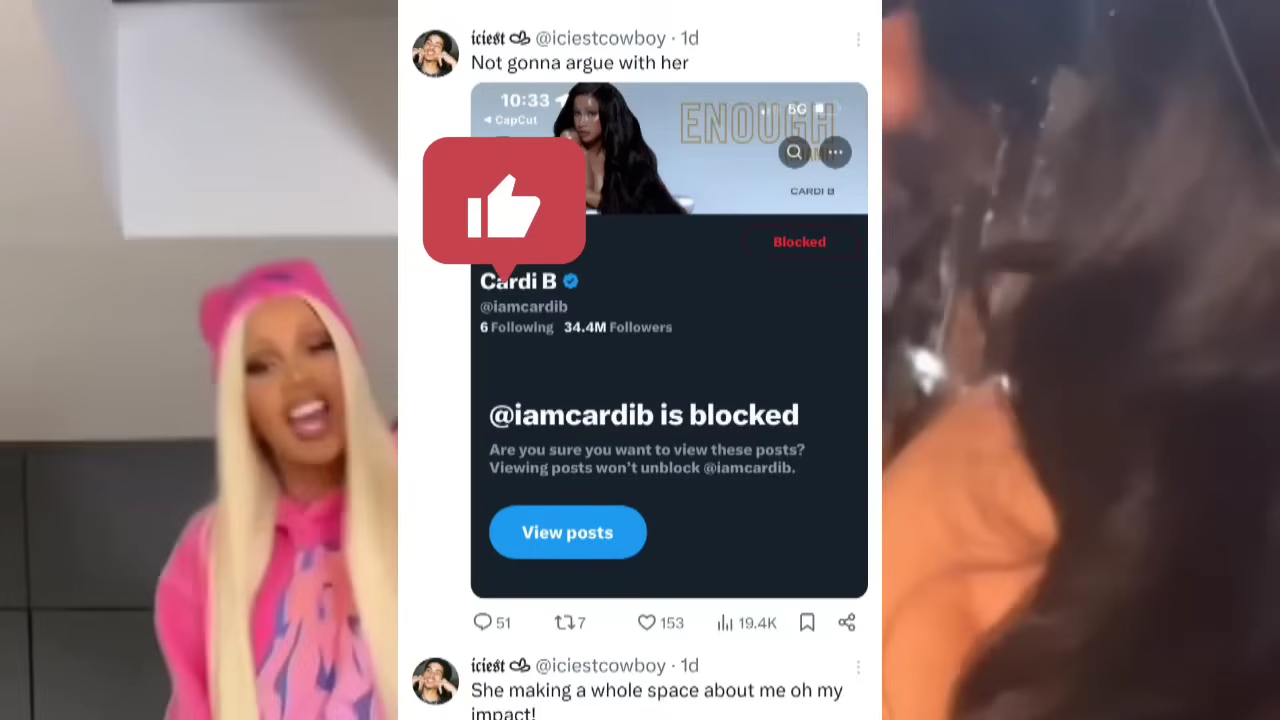 iciest @iciestcowboy · 1d
Not gonna argue with her
10:33
5G
◀ CapCut
ENOUGH
CARDI B
Blocked
Cardi B
@iamcardib
6 Following 34.4M Followers
@iamcardib is blocked
Are you sure you want to view these posts?
Viewing posts won't unblock @iamcardib.
View posts
51 7 153 19.4K
iciest @iciestcowboy · 1d
She making a whole space about me oh my
impact!